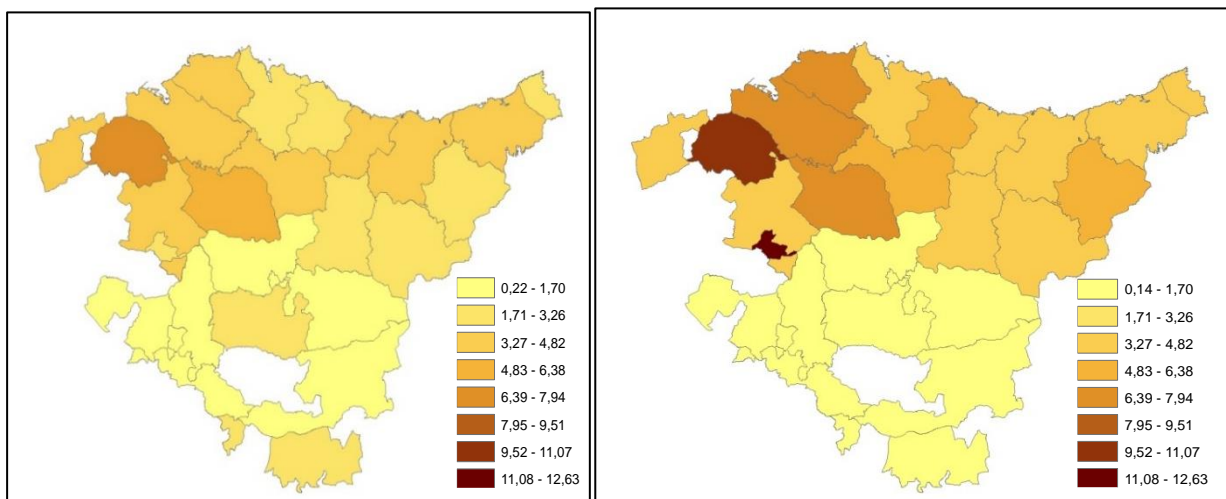 0,22 - 1,70
1,71 - 3,26
3,27 - 4,82
4,83 - 6,38
6,39 - 7,94
7,95 - 9,51
9,52 - 11,07
11,08 - 12,63
0,14 - 1,70
1,71 - 3,26
3,27 - 4,82
4,83 - 6,38
6,39 - 7,94
7,95 - 9,51
9,52 - 11,07
11,08 - 12,63